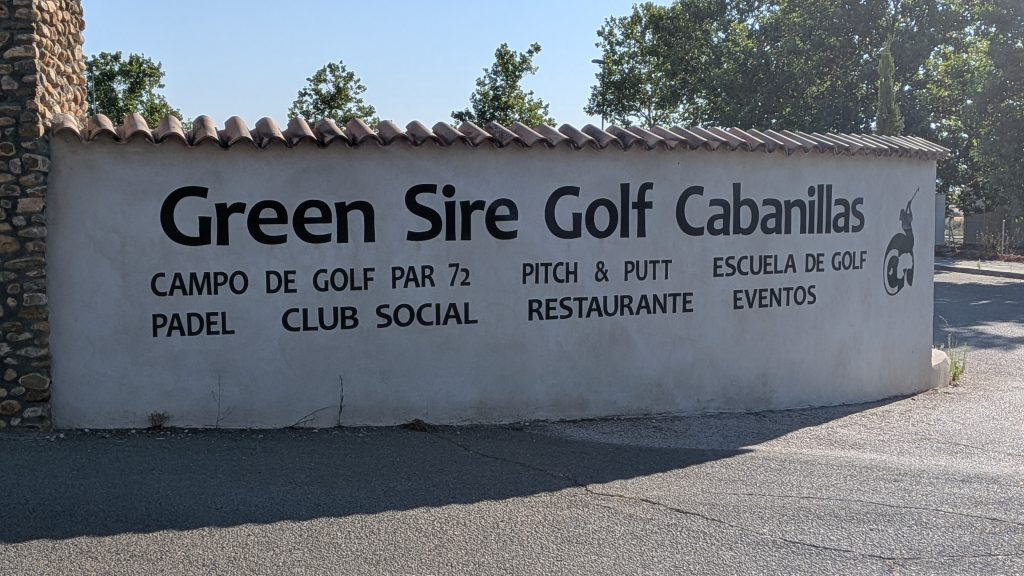 Green Sire Golf Cabanillas
CAMPO DE GOLF PAR 72 PITCH & PUTT ESCUELA DE GOLF
PADEL CLUB SOCIAL RESTAURANTE EVENTOS